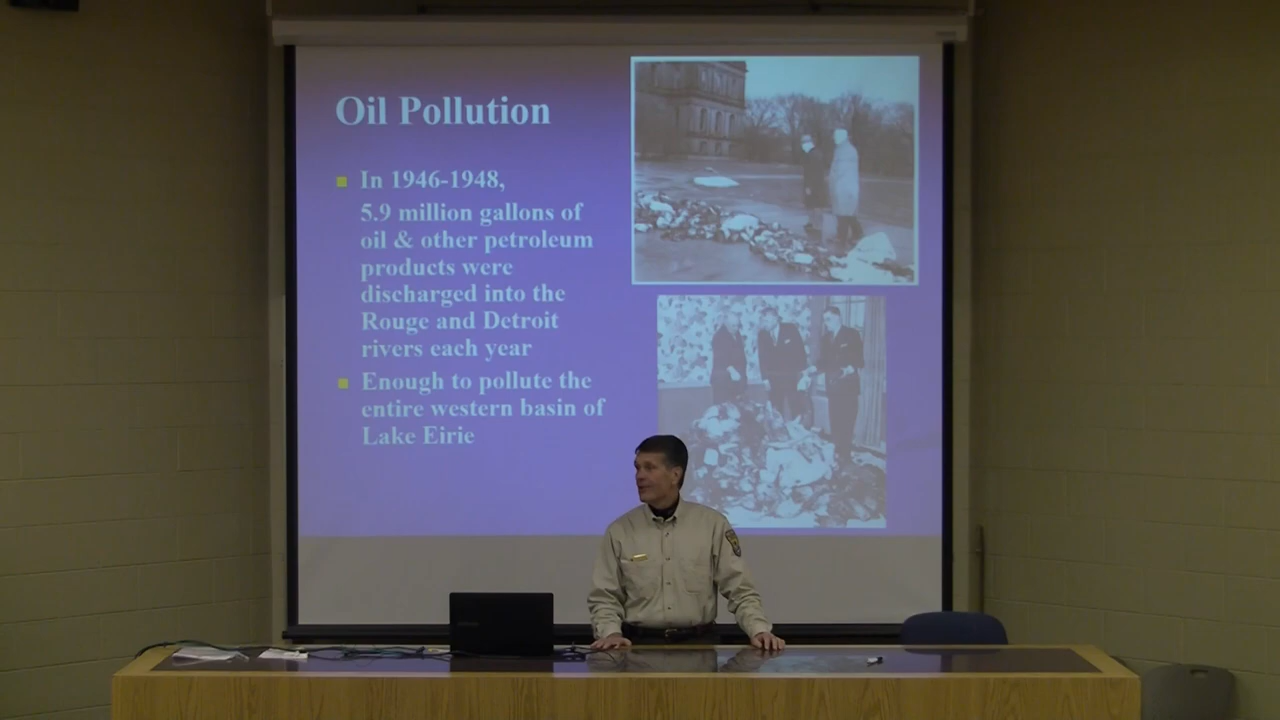 Oil Pollution
In 1946-1948,
5.9 million gallons of
oil & other petroleum
products were
discharged into the
Rouge and Detroit
rivers each year
Enough to pollute the
entire western basin of
Lake Eirie